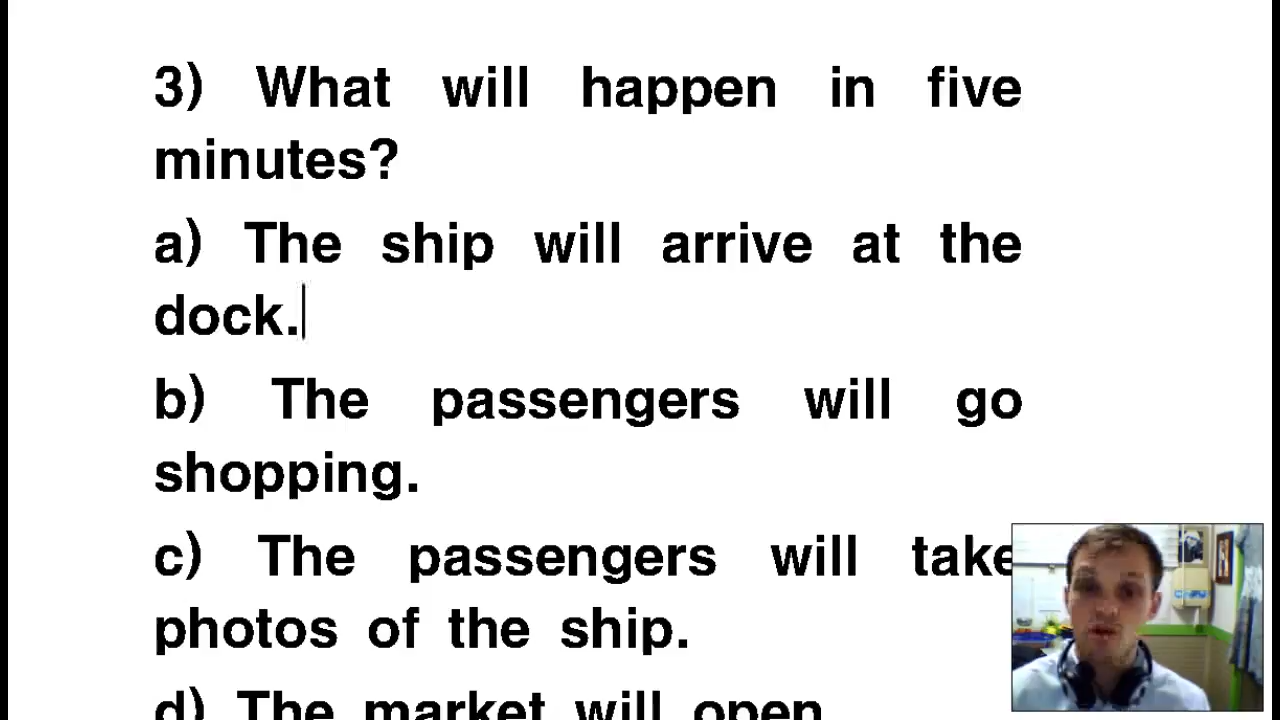 3) What will happen in five
minutes?
a) The ship will arrive at the
dock.
b) The passengers will go
shopping.
c) The passengers will take
photos of the ship.
d) The market will open